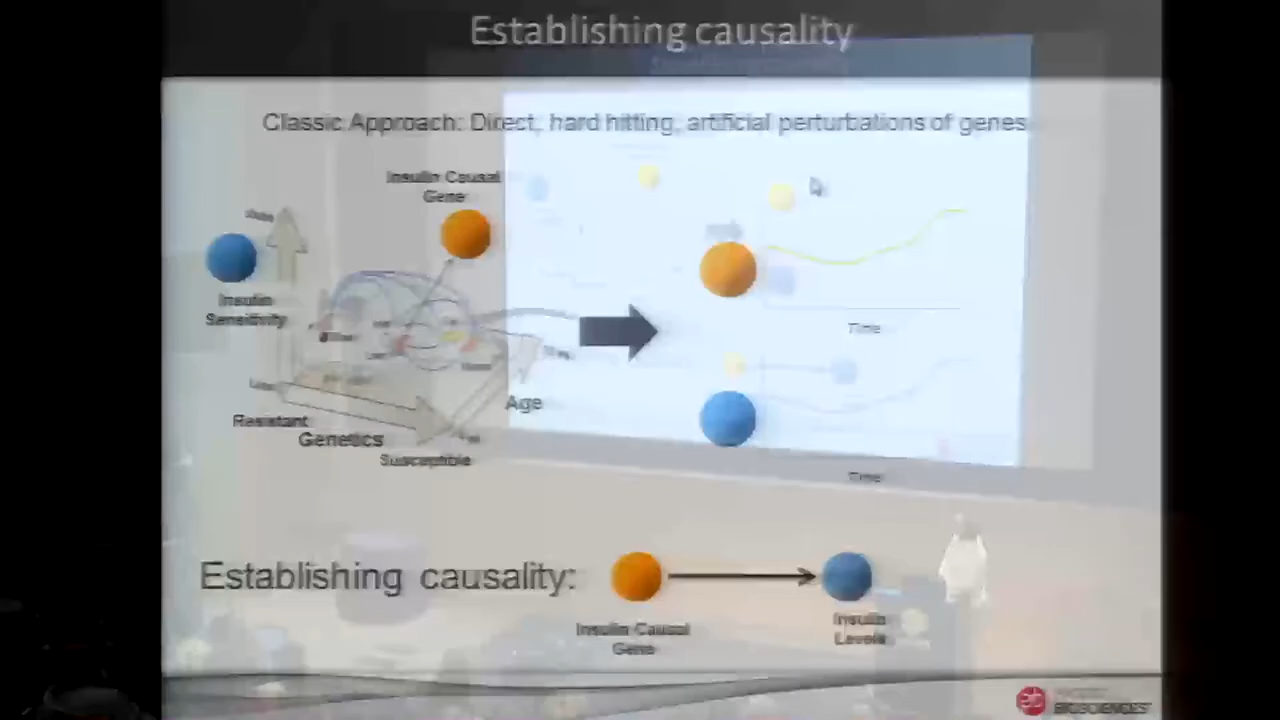 Establishing causality
Classic Approach: Direct, hard hitting, artificial perturbations of genes
Insulin Causal
Gene
Insulin
Sensitivity
Age
Resistant
Genetics
Susceptible
Time
Time
Establishing causality:
Insulin Causal
Gene
Insulin
Levels
BIOSCIENCES